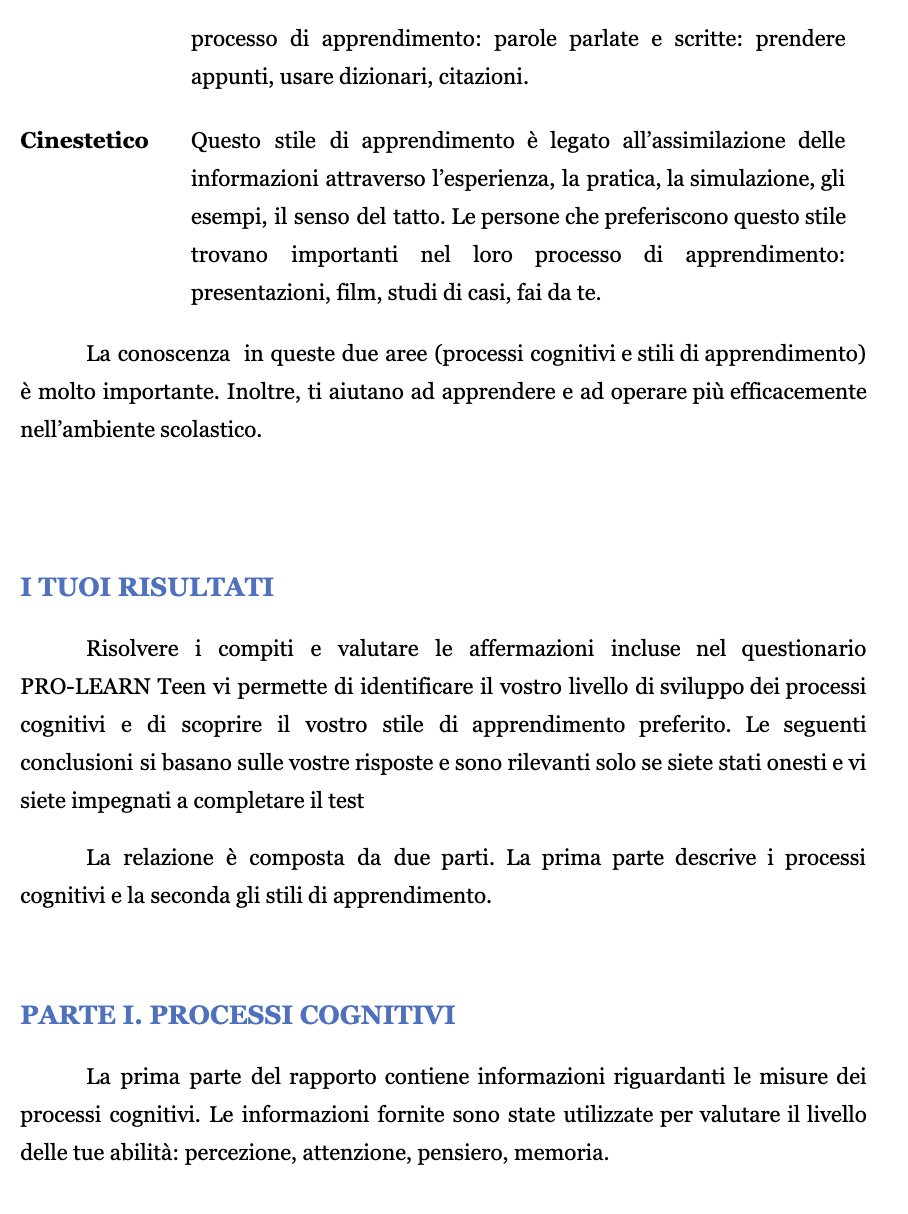 processo di apprendimento: parole parlate e scritte: prendere
appunti, usare dizionari, citazioni.
Cinestetico Questo stile di apprendimento è legato all’assimilazione delle
informazioni attraverso l’esperienza, la pratica, la simulazione, gli
esempi, il senso del tatto. Le persone che preferiscono questo stile
trovano importanti nel loro processo di apprendimento:
presentazioni, film, studi di casi, fai da te.
La conoscenza in queste due aree (processi cognitivi e stili di apprendimento)
è molto importante. Inoltre, ti aiutano ad apprendere e ad operare più efficacemente
nell’ambiente scolastico.
I TUOI RISULTATI
Risolvere i compiti e valutare le affermazioni incluse nel questionario
PRO-LEARN Teen vi permette di identificare il vostro livello di sviluppo dei processi
cognitivi e di scoprire il vostro stile di apprendimento preferito. Le seguenti
conclusioni si basano sulle vostre risposte e sono rilevanti solo se siete stati onesti e vi
siete impegnati a completare il test
La relazione è composta da due parti. La prima parte descrive i processi
cognitivi e la seconda gli stili di apprendimento.
PARTE I. PROCESSI COGNITIVI
La prima parte del rapporto contiene informazioni riguardanti le misure dei
processi cognitivi. Le informazioni fornite sono state utilizzate per valutare il livello
delle tue abilità: percezione, attenzione, pensiero, memoria.